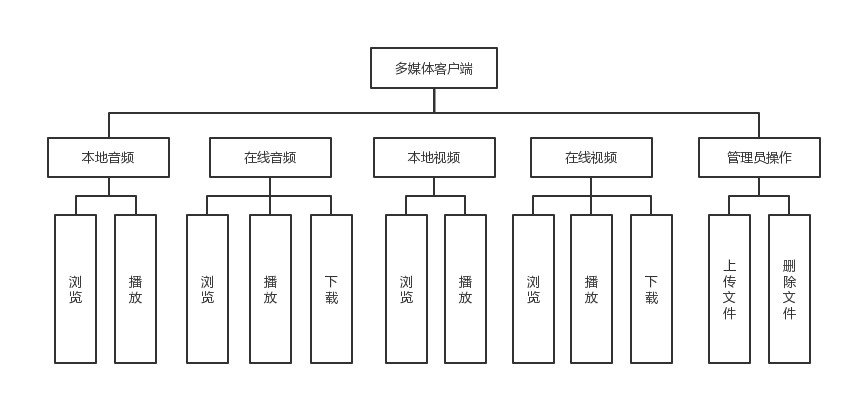 多媒体客户端
本地音频
在线音频
本地视频
在线视频
管理员操作
浏览
播放
浏览
播放
下载
浏览
播放
浏览
播放
下载
上传文件
删除文件